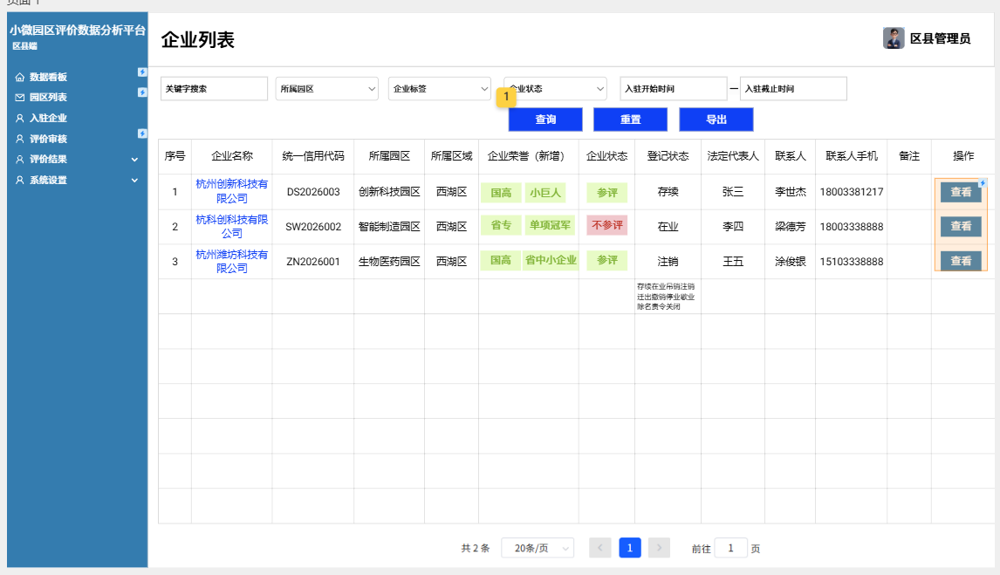 页面 1
小微园区评价数据分析平台
区县端
企业列表
区县管理员
数据看板
园区列表
入驻企业
评价审核
评价结果
系统设置
关键字搜索
所属园区
企业标签
企业状态
入驻开始时间
—
入驻截止时间
1
查询
重置
导出
序号 企业名称 统一信用代码 所属园区 所属区域 企业荣誉（新增） 企业状态 登记状态 法定代表人 联系人 联系人手机 备注 操作
1 杭州创新科技有限公司 DS2026003 创新科技园区 西湖区 国高 小巨人 参评 存续 张三 李世杰 18003381217 查看
2 杭科创科技有限公司 SW2026002 智能制造园区 西湖区 省专 单项冠军 不参评 在业 李四 梁德芳 18003338888 查看
3 杭州潍坊科技有限公司 ZN2026001 生物医药园区 西湖区 国高 省中小企业 参评 注销 王五 涂俊银 15103338888 查看
存续在业吊销注销
迁出撤销停业歇业
除名责令关闭
共 2 条 20条/页 < 1 > 前往 1 页